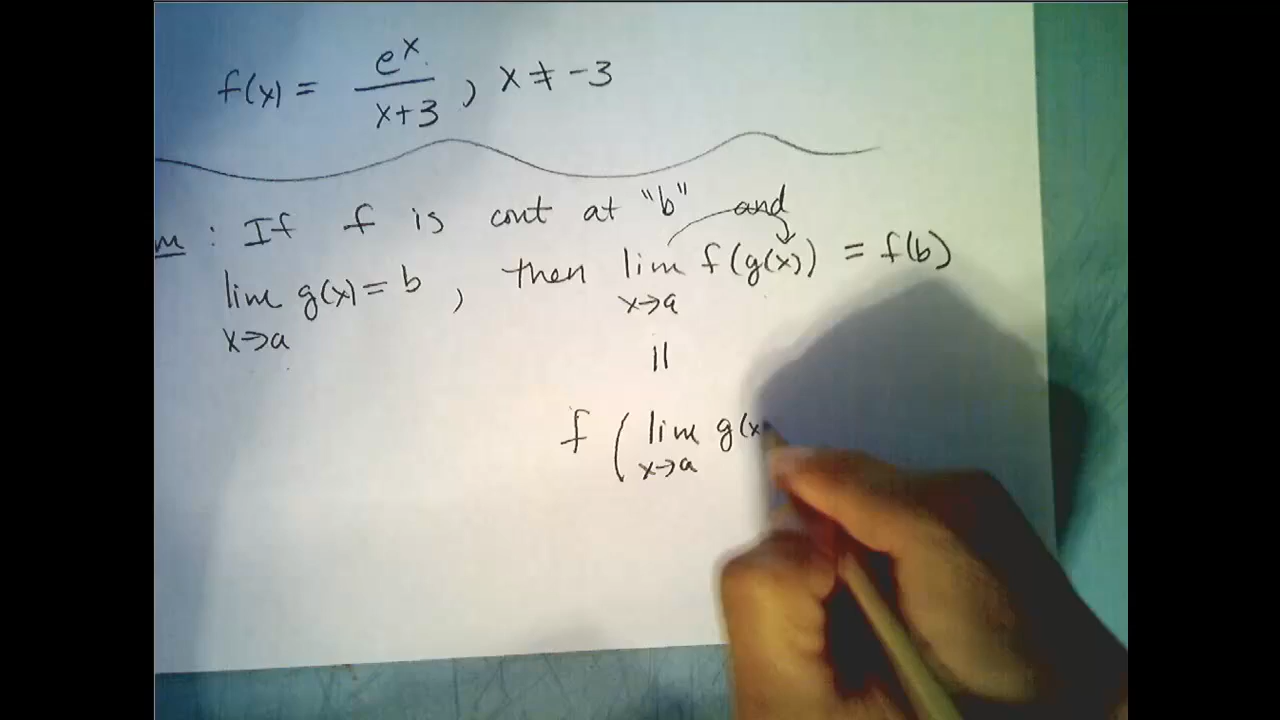 f(x) = e^x / x+3 , x ≠ -3
m : If f is cont at "b" and
lim g(x) = b , then lim f(g(x)) = f(b)
x→a x→a
||
f ( lim g(x
x→a